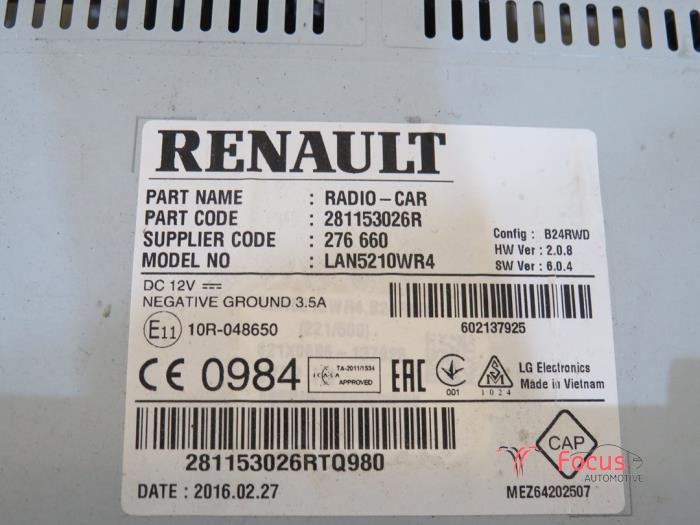 RENAULT
PART NAME : RADIO-CAR
PART CODE : 281153026R
SUPPLIER CODE : 276 660
MODEL NO : LAN5210WR4
Config : B24RWD
HW Ver : 2.0.8
SW Ver : 6.0.4
DC 12V
NEGATIVE GROUND 3.5A
E11 10R-048650
602137925
CE 0984
ICASA
TA-2011/1534
APPROVED
EAC
001
SM
1024
LG Electronics
Made in Vietnam
281153026RTQ980
CAP
Focus
AUTOMOTIVE
DATE : 2016.02.27
MEZ64202507